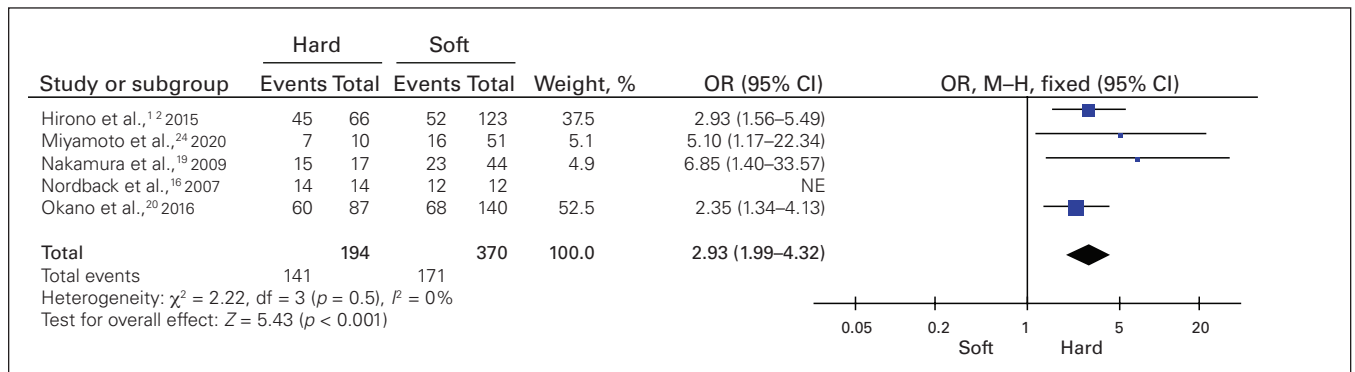 Hard Soft
Study or subgroup Events Total Events Total Weight, % OR (95% CI) OR, M–H, fixed (95% CI)
Hirono et al.,12 2015 45 66 52 123 37.5 2.93 (1.56–5.49)
Miyamoto et al.,24 2020 7 10 16 51 5.1 5.10 (1.17–22.34)
Nakamura et al.,19 2009 15 17 23 44 4.9 6.85 (1.40–33.57)
Nordback et al.,16 2007 14 14 12 12 NE
Okano et al.,20 2016 60 87 68 140 52.5 2.35 (1.34–4.13)
Total 194 370 100.0 2.93 (1.99–4.32)
Total events 141 171
Heterogeneity: χ2 = 2.22, df = 3 (p = 0.5), I2 = 0%
Test for overall effect: Z = 5.43 (p < 0.001)
0.05 0.2 1 5 20
Soft Hard